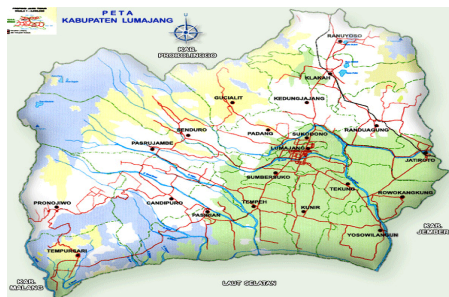 PETA
KABUPATEN LUMAJANG
U
KAB.
PROBOLINGGO
RANUYOSO
KLANAH
GUCIALIT
KEDUNGJAJANG
SENDURO
PADANG
SUKODONO
RANDUAGUNG
PASRUJAMBE
LUMAJANG
JATIROTO
SUMBERSUKO
TEKUNG
ROWOKANGKUNG
PRONOJIWO
CANDIPURO
TEMPEH
KUNIR
PASIRIAN
YOSOWILANGUN
KAB.
JEMBER
TEMPURSARI
KAB.
MALANG
LAUT SELATAN